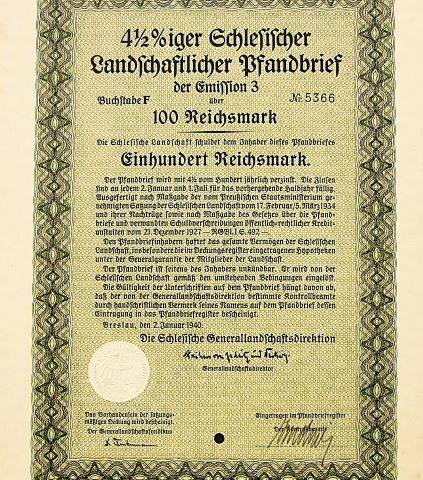 4½%iger Schlesischer
Landschaftlicher Pfandbrief
der Emission 3
Buchstabe F über № 5366
100 Reichsmark
Die Schlesische Landschaft schuldet dem Inhaber dieses Pfandbriefes
Einhundert Reichsmark.
Der Pfandbrief wird mit 4½ vom Hundert jährlich verzinst. Die Zinsen
sind an jedem 2. Januar und 1. Juli für das vorhergehende Halbjahr fällig.
Ausgefertigt nach Maßgabe der vom Preußischen Staatsministerium ge-
nehmigten Satzung der Schlesischen Landschaft vom 17. Februar/3. März 1934
und ihrer Nachträge sowie nach Maßgabe des Gesetzes über die Pfand-
briefe und verwandten Schuldverschreibungen öffentlich-rechtlicher Kredit-
anstalten vom 21. Dezember 1927 — RGBl. I S. 492 —.
Den Pfandbriefinhabern haftet das gesamte Vermögen der Schlesischen
Landschaft, insbesondere die im Deckungsregister eingetragenen Hypotheken
unter der Generalgarantie der Mitglieder der Landschaft.
Der Pfandbrief ist seitens des Inhabers unkündbar. Er wird von der
Schlesischen Landschaft gemäß den umstehenden Bedingungen eingelöst.
Die Gültigkeit der Unterschriften auf dem Pfandbrief hängt davon ab,
daß der von der Generallandschaftsdirektion bestimmte Kontrollbeamte
durch handschriftlichen Vermerk seines Namens auf dem Pfandbrief dessen
Eintragung in das Pfandbriefregister bescheinigt.
Breslau, den 2. Januar 1940.
Die Schlesische Generallandschaftsdirektion
Generallandschaftsdirektor
Das Vorhandensein der satzungs-
mäßigen Deckung wird bescheinigt.
Der Generallandschaftssyndikus
Eingetragen im Pfandbriefregister
Der Kontrollbeamte